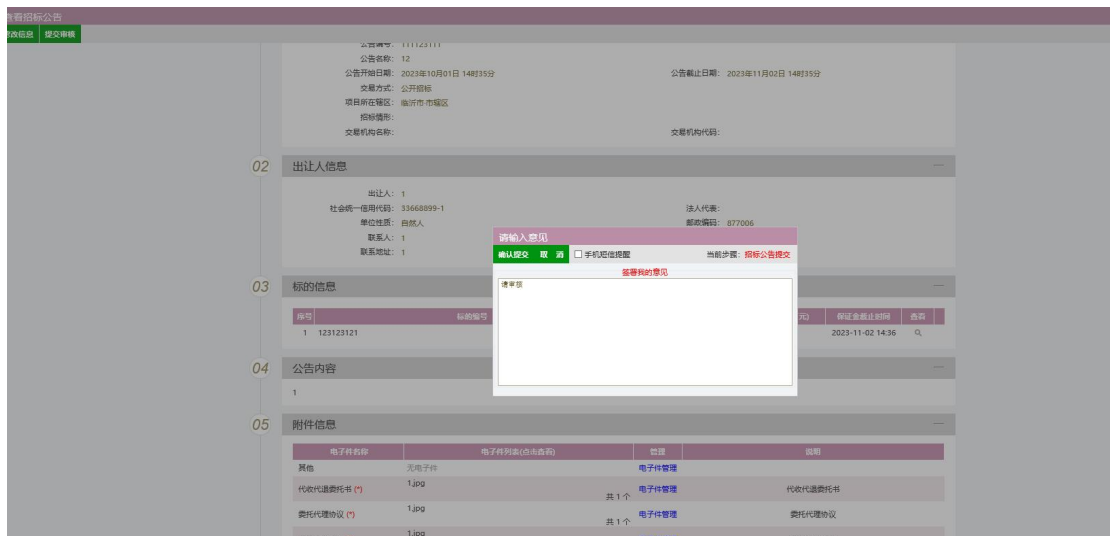 查看招标公告
修改信息 提交审核
公告编号: 111123111
公告名称: 12
公告开始日期: 2023年10月01日 14时35分 公告截止日期: 2023年11月02日 14时35分
交易方式: 公开招标
项目所在辖区: 临沂市·市辖区
招标情形:
交易机构名称: 交易机构代码:
02 出让人信息
出让人: 1
社会统一信用代码: 33668899-1 法人代表:
单位性质: 自然人 邮政编码: 877006
联系人: 1
联系地址: 1
请输入意见
确认提交 取 消 手机短信提醒 当前步骤: 招标公告提交
签署我的意见
请审核
03 标的信息
序号 标的编号 元) 保证金截止时间 查看
1 123123121 2023-11-02 14:36
04 公告内容
1
05 附件信息
电子件名称 电子件列表(点击查看) 管理 说明
其他 无电子件 电子件管理
代收代退委托书 (*) 1.jpg 共 1 个 电子件管理 代收代退委托书
委托代理协议 (*) 1.jpg 共 1 个 电子件管理 委托代理协议
1.jpg